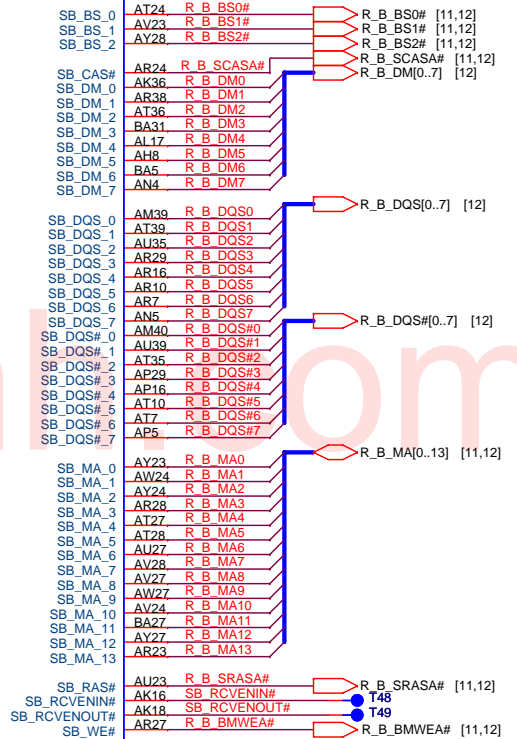 SB_BS_0 AT24 R_B_BS0# R_B_BS0# [11,12]
SB_BS_1 AV23 R_B_BS1# R_B_BS1# [11,12]
SB_BS_2 AY28 R_B_BS2# R_B_BS2# [11,12]
SB_CAS# AR24 R_B_SCASA# R_B_SCASA# [11,12]
SB_DM_0 AK36 R_B_DM0 R_B_DM[0..7] [12]
SB_DM_1 AR38 R_B_DM1
SB_DM_2 AT36 R_B_DM2
SB_DM_3 BA31 R_B_DM3
SB_DM_4 AL17 R_B_DM4
SB_DM_5 AH8 R_B_DM5
SB_DM_6 BA5 R_B_DM6
SB_DM_7 AN4 R_B_DM7
SB_DQS_0 AM39 R_B_DQS0 R_B_DQS[0..7] [12]
SB_DQS_1 AT39 R_B_DQS1
SB_DQS_2 AU35 R_B_DQS2
SB_DQS_3 AR29 R_B_DQS3
SB_DQS_4 AR16 R_B_DQS4
SB_DQS_5 AR10 R_B_DQS5
SB_DQS_6 AR7 R_B_DQS6
SB_DQS_7 AN5 R_B_DQS7
SB_DQS#_0 AM40 R_B_DQS#0 R_B_DQS#[0..7] [12]
SB_DQS#_1 AU39 R_B_DQS#1
SB_DQS#_2 AT35 R_B_DQS#2
SB_DQS#_3 AP29 R_B_DQS#3
SB_DQS#_4 AP16 R_B_DQS#4
SB_DQS#_5 AT10 R_B_DQS#5
SB_DQS#_6 AT7 R_B_DQS#6
SB_DQS#_7 AP5 R_B_DQS#7
SB_MA_0 AY23 R_B_MA0 R_B_MA[0..13] [11,12]
SB_MA_1 AW24 R_B_MA1
SB_MA_2 AY24 R_B_MA2
SB_MA_3 AR28 R_B_MA3
SB_MA_4 AT27 R_B_MA4
SB_MA_5 AT28 R_B_MA5
SB_MA_6 AU27 R_B_MA6
SB_MA_7 AV28 R_B_MA7
SB_MA_8 AV27 R_B_MA8
SB_MA_9 AW27 R_B_MA9
SB_MA_10 AV24 R_B_MA10
SB_MA_11 BA27 R_B_MA11
SB_MA_12 AY27 R_B_MA12
SB_MA_13 AR23 R_B_MA13
SB_RAS# AU23 R_B_SRASA# R_B_SRASA# [11,12]
SB_RCVENIN# AK16 SB_RCVENIN# T48
SB_RCVENOUT# AK18 SB_RCVENOUT# T49
SB_WE# AR27 R_B_BMWEA# R_B_BMWEA# [11,12]